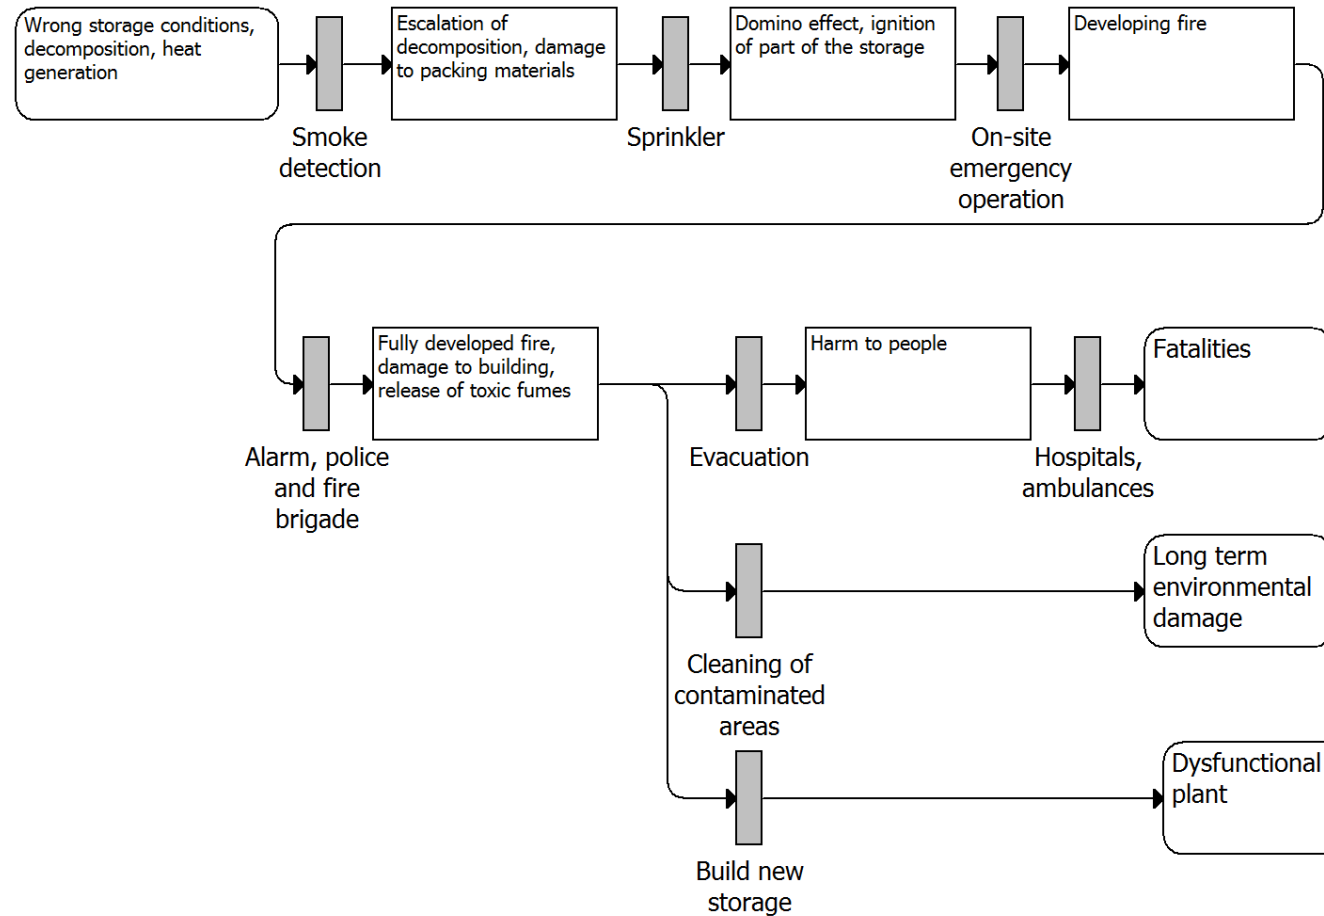 Wrong storage conditions,
decomposition, heat
generation
Escalation of
decomposition, damage
to packing materials
Domino effect, ignition
of part of the storage
Developing fire
Smoke
detection
Sprinkler
On-site
emergency
operation
Fully developed fire,
damage to building,
release of toxic fumes
Harm to people
Fatalities
Alarm, police
and fire
brigade
Evacuation
Hospitals,
ambulances
Long term
environmental
damage
Cleaning of
contaminated
areas
Dysfunctional
plant
Build new
storage